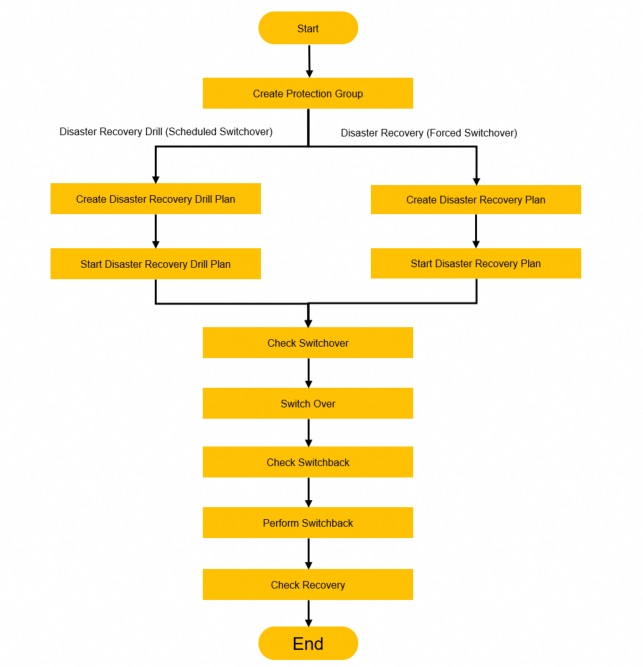 Start
Create Protection Group
Disaster Recovery Drill (Scheduled Switchover)
Disaster Recovery (Forced Switchover)
Create Disaster Recovery Drill Plan
Create Disaster Recovery Plan
Start Disaster Recovery Drill Plan
Start Disaster Recovery Plan
Check Switchover
Switch Over
Check Switchback
Perform Switchback
Check Recovery
End